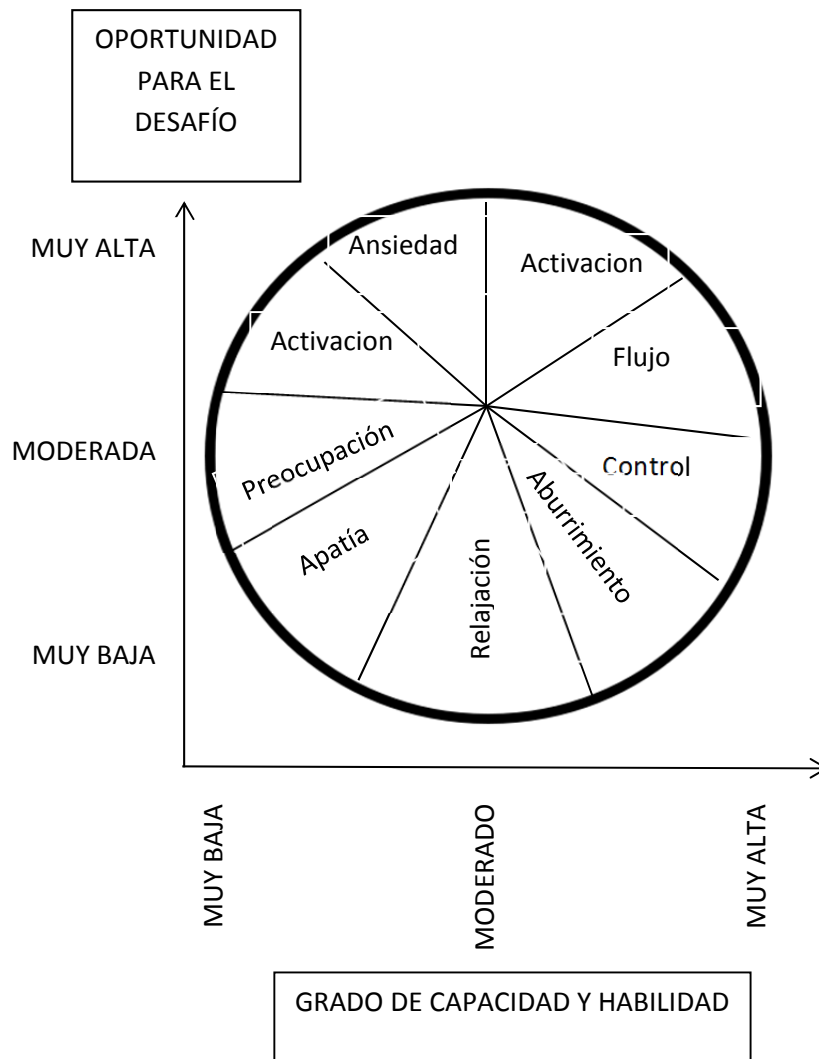 OPORTUNIDAD
PARA EL
DESAFÍO
MUY ALTA
Ansiedad
Activacion
Activacion
Flujo
MODERADA
Preocupación
Control
Apatía
Relajación
Aburrimiento
MUY BAJA
MUY BAJA
MODERADO
MUY ALTA
GRADO DE CAPACIDAD Y HABILIDAD